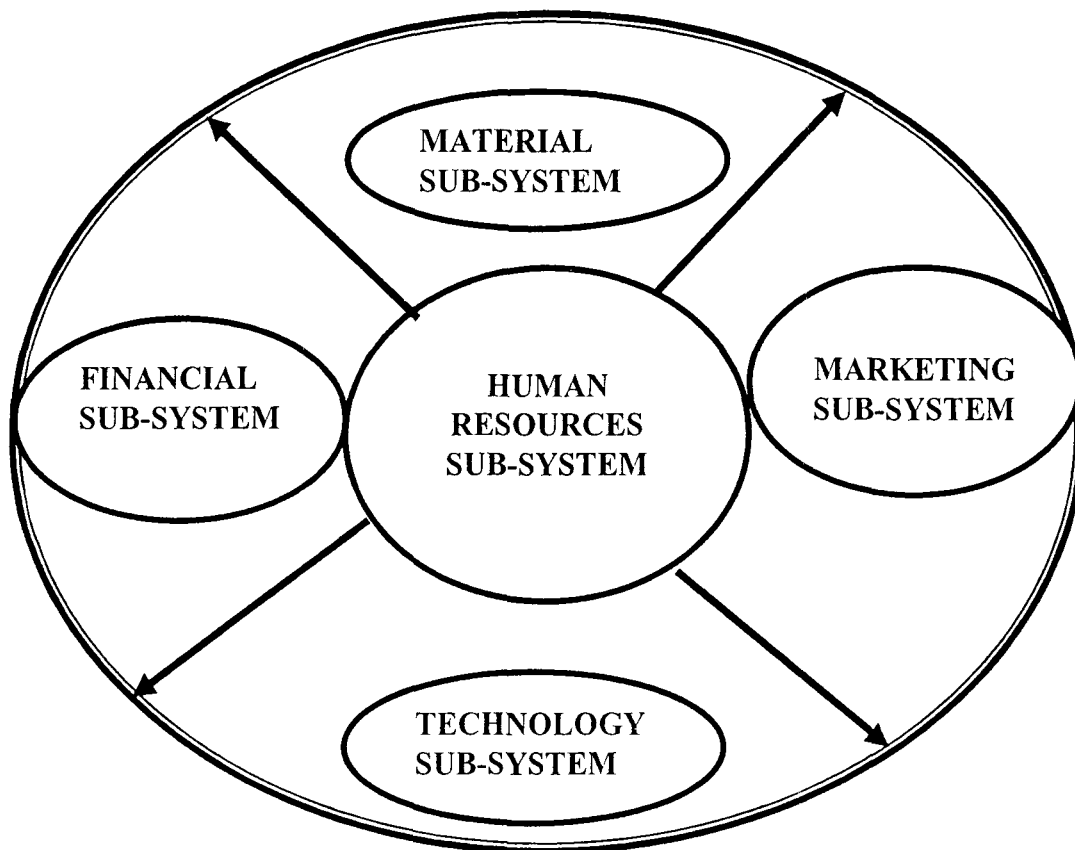 MATERIAL
SUB-SYSTEM
FINANCIAL
SUB-SYSTEM
HUMAN
RESOURCES
SUB-SYSTEM
MARKETING
SUB-SYSTEM
TECHNOLOGY
SUB-SYSTEM